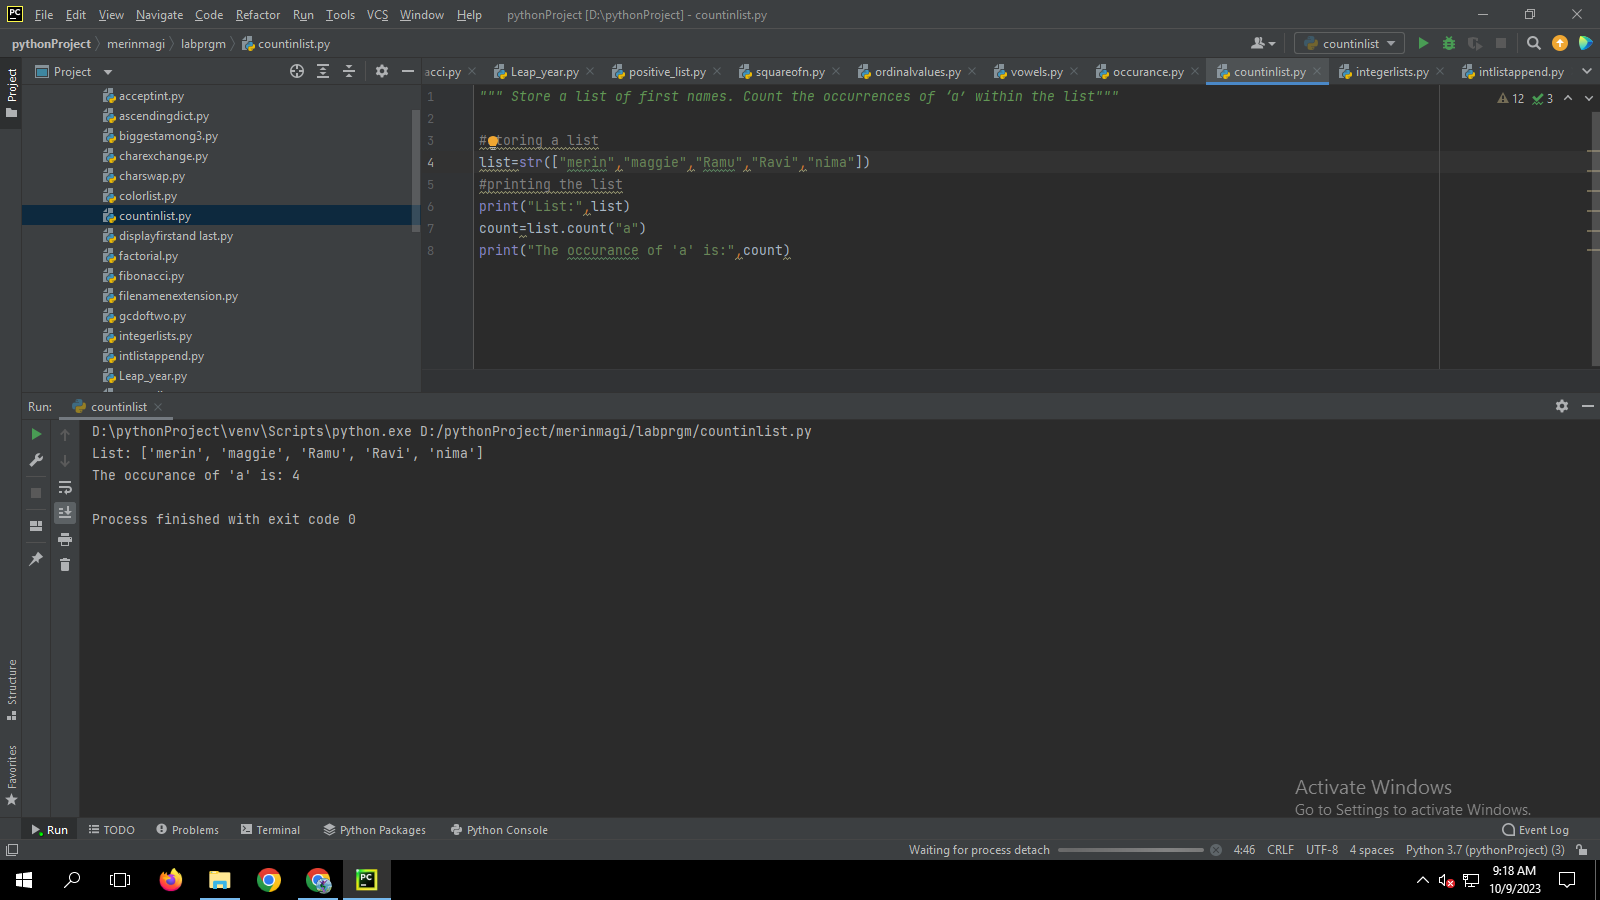 PC File Edit View Navigate Code Refactor Run Tools VCS Window Help pythonProject [D:\pythonProject] - countinlist.py
pythonProject merinmagi labprgm countinlist.py countinlist
Project
Project
acci.py Leap_year.py positive_list.py squareofn.py ordinalvalues.py vowels.py occurance.py countinlist.py integerlists.py intlistappend.py
acceptint.py
ascendingdict.py
biggestamong3.py
charexchange.py
charswap.py
colorlist.py
countinlist.py
displayfirstand last.py
factorial.py
fibonacci.py
filenamenextension.py
gcdoftwo.py
integerlists.py
intlistappend.py
Leap_year.py
1 """ Store a list of first names. Count the occurrences of ‘a’ within the list"""
2
3 #storing a list
4 list=str(["merin","maggie","Ramu","Ravi","nima"])
5 #printing the list
6 print("List:",list)
7 count=list.count("a")
8 print("The occurance of 'a' is:",count)
12 3
Run: countinlist
D:\pythonProject\venv\Scripts\python.exe D:/pythonProject/merinmagi/labprgm/countinlist.py
List: ['merin', 'maggie', 'Ramu', 'Ravi', 'nima']
The occurance of 'a' is: 4
Process finished with exit code 0
Structure
Favorites
Activate Windows
Go to Settings to activate Windows.
Run TODO Problems Terminal Python Packages Python Console Event Log
Waiting for process detach 4:46 CRLF UTF-8 4 spaces Python 3.7 (pythonProject) (3)
PC
9:18 AM
10/9/2023